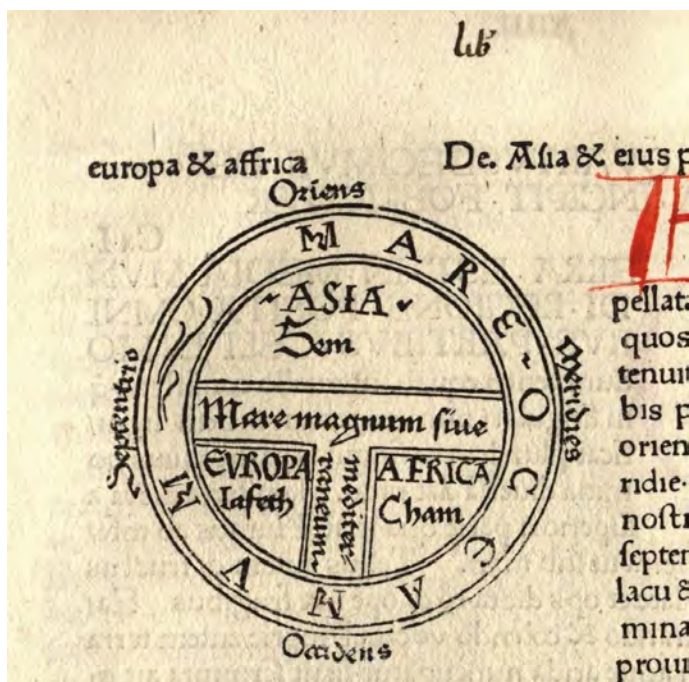 lib
europa & affrica
De. Asia & eius p
Oriens
MARE OCCEANVM
ASIA
Sem
Septentrio
Meridies
Mare magnum siue
mediterraneum
EVROPA
Iafeth
AFRICA
Cham
Occidens
pellata
quos
tenuit
bis p
orien
ridie.
nostr
septen
lacu &
mina
prouin